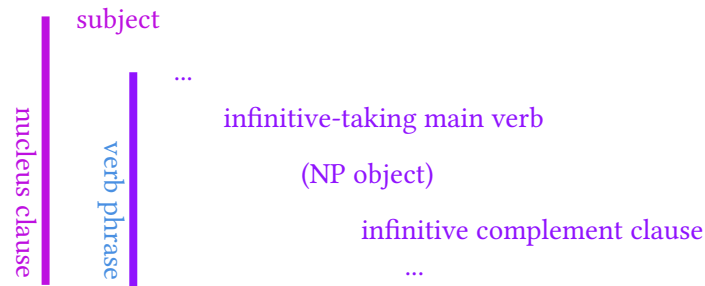 subject
...
infinitive-taking main verb
(NP object)
infinitive complement clause
...
nucleus clause
verb phrase